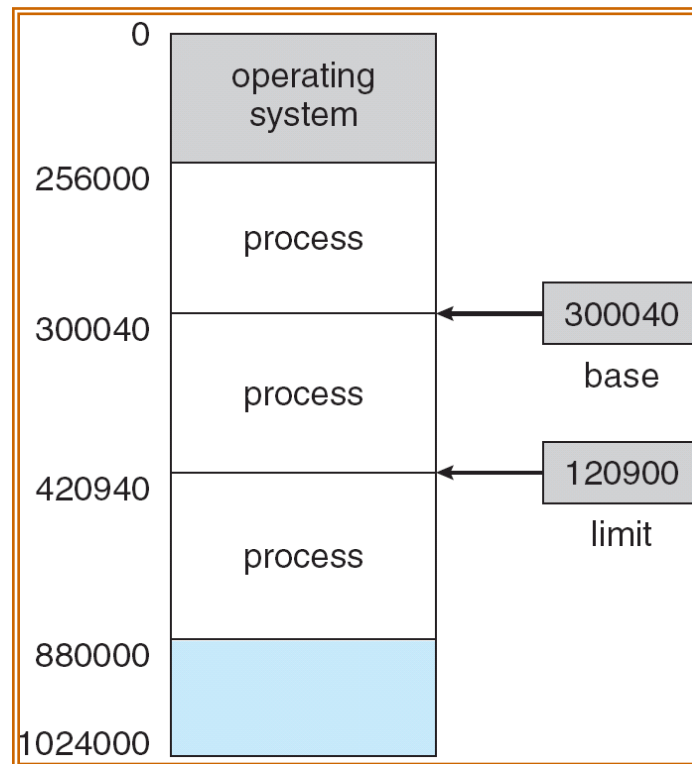 0
operating
system
256000
process
300040
300040
base
process
420940
120900
limit
process
880000
1024000